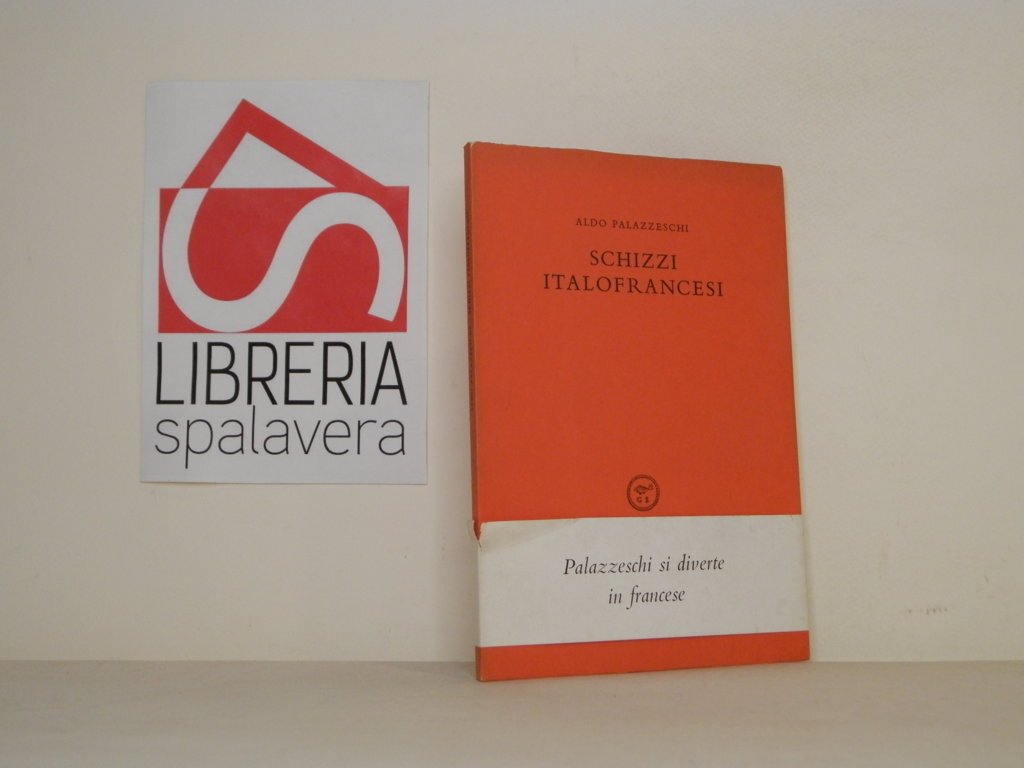 LIBRERIA
spalavera
ALDO PALAZZESCHI
SCHIZZI
ITALOFRANCESI
G S
Palazzeschi si diverte
in francese